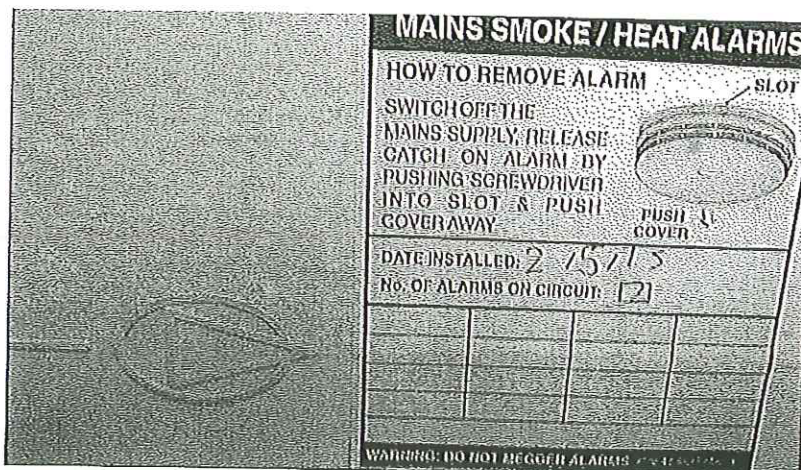 MAINS SMOKE / HEAT ALARMS
HOW TO REMOVE ALARM
SLOT
SWITCH OFF THE
MAINS SUPPLY, RELEASE
CATCH ON ALARM BY
PUSHING SCREWDRIVER
INTO SLOT & PUSH
COVER AWAY
PUSH
COVER
DATE INSTALLED: 2/5/13
No. OF ALARMS ON CIRCUIT: 2
WARNING: DO NOT MEGGER ALARMS